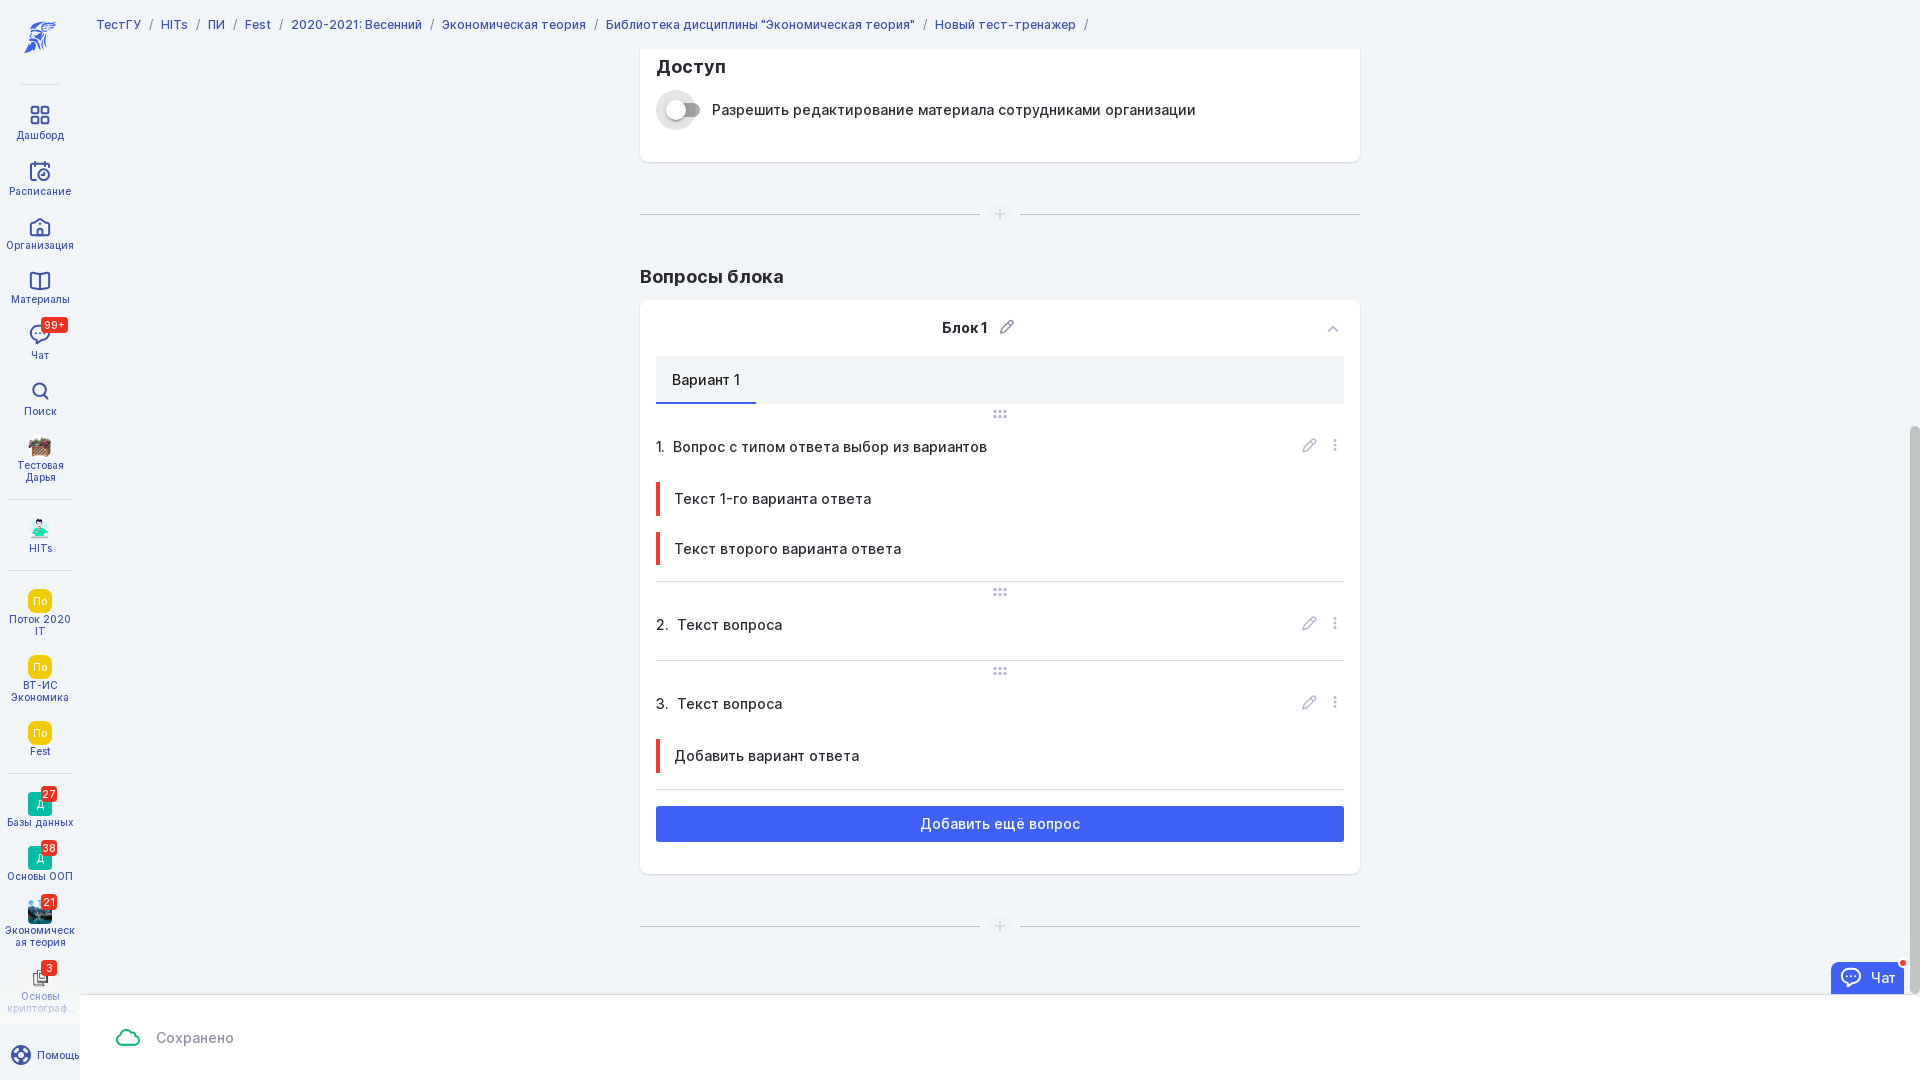 ТестГУ / HITs / ПИ / Fest / 2020-2021: Весенний / Экономическая теория / Библиотека дисциплины "Экономическая теория" / Новый тест-тренажер /
Дашборд
Расписание
Организация
Материалы
99+
Чат
Поиск
Тестовая
Дарья
HITs
По
Поток 2020
IT
По
ВТ-ИС
Экономика
По
Fest
27
Д
Базы данных
38
Д
Основы ООП
21
Экономическ
ая теория
3
Основы
криптограф...
Помощь
Доступ
Разрешить редактирование материала сотрудниками организации
Вопросы блока
Блок 1
Вариант 1
1. Вопрос с типом ответа выбор из вариантов
Текст 1-го варианта ответа
Текст второго варианта ответа
2. Текст вопроса
3. Текст вопроса
Добавить вариант ответа
Добавить ещё вопрос
Чат
Сохранено